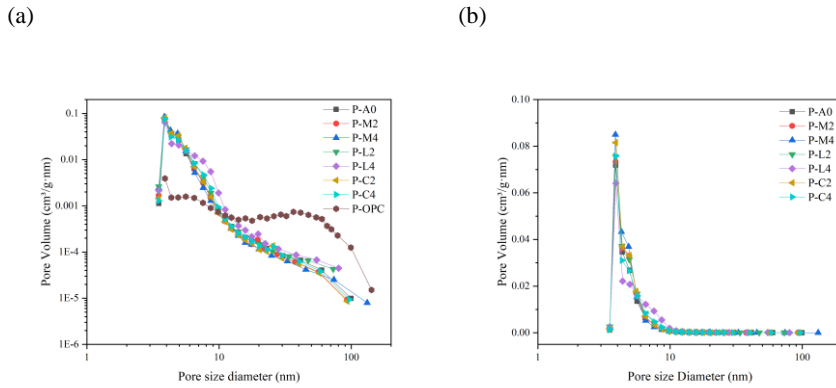 (a)
(b)
0.1
0.01
0.001
1E-4
1E-5
1E-6
1
10
100
Pore Volume (cm³/g·nm)
Pore size diameter (nm)
P-A0
P-M2
P-M4
P-L2
P-L4
P-C2
P-C4
P-OPC
0.10
0.08
0.06
0.04
0.02
0.00
1
10
100
Pore Volume (cm³/g·nm)
Pore size Diameter (nm)
P-A0
P-M2
P-M4
P-L2
P-L4
P-C2
P-C4